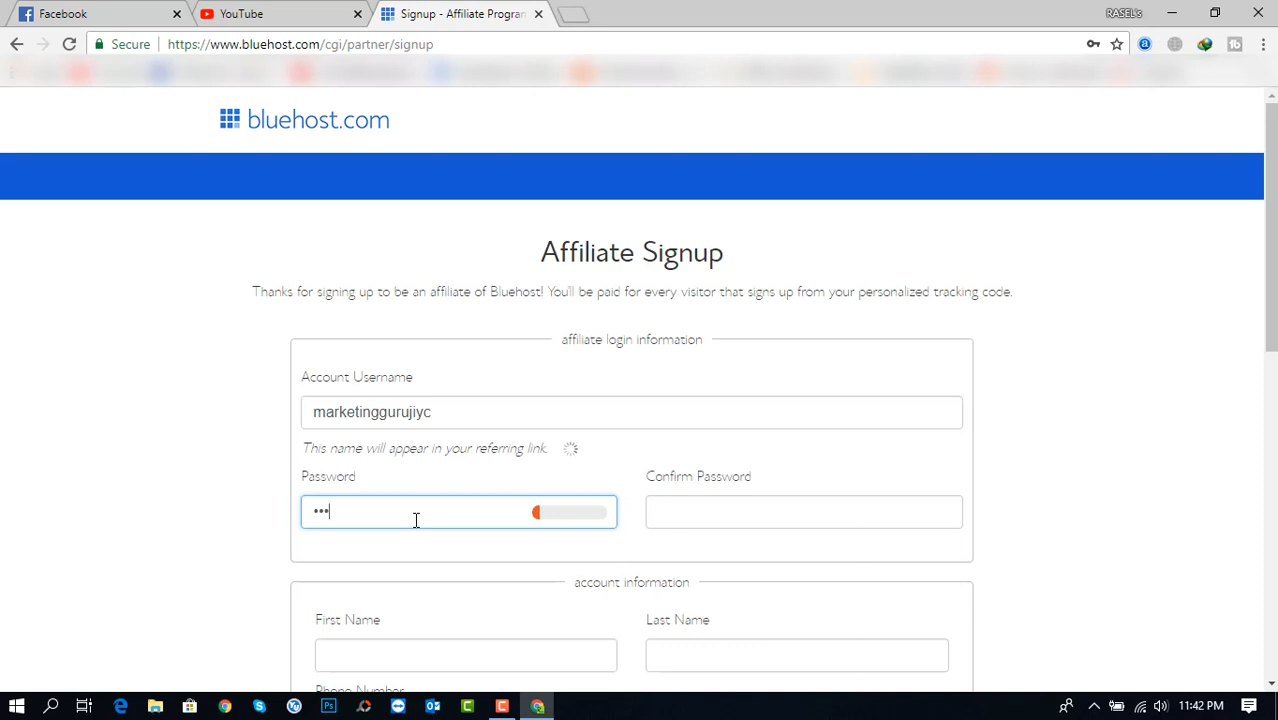 Facebook
YouTube
Signup - Affiliate Program
RASEL's
Secure
https://www.bluehost.com/cgi/partner/signup
bluehost.com
Affiliate Signup
Thanks for signing up to be an affiliate of Bluehost! You'll be paid for every visitor that signs up from your personalized tracking code.
affiliate login information
Account Username
marketinggurujiyc
This name will appear in your referring link.
Password
Confirm Password
•••
account information
First Name
Last Name
Phone Number
11:42 PM